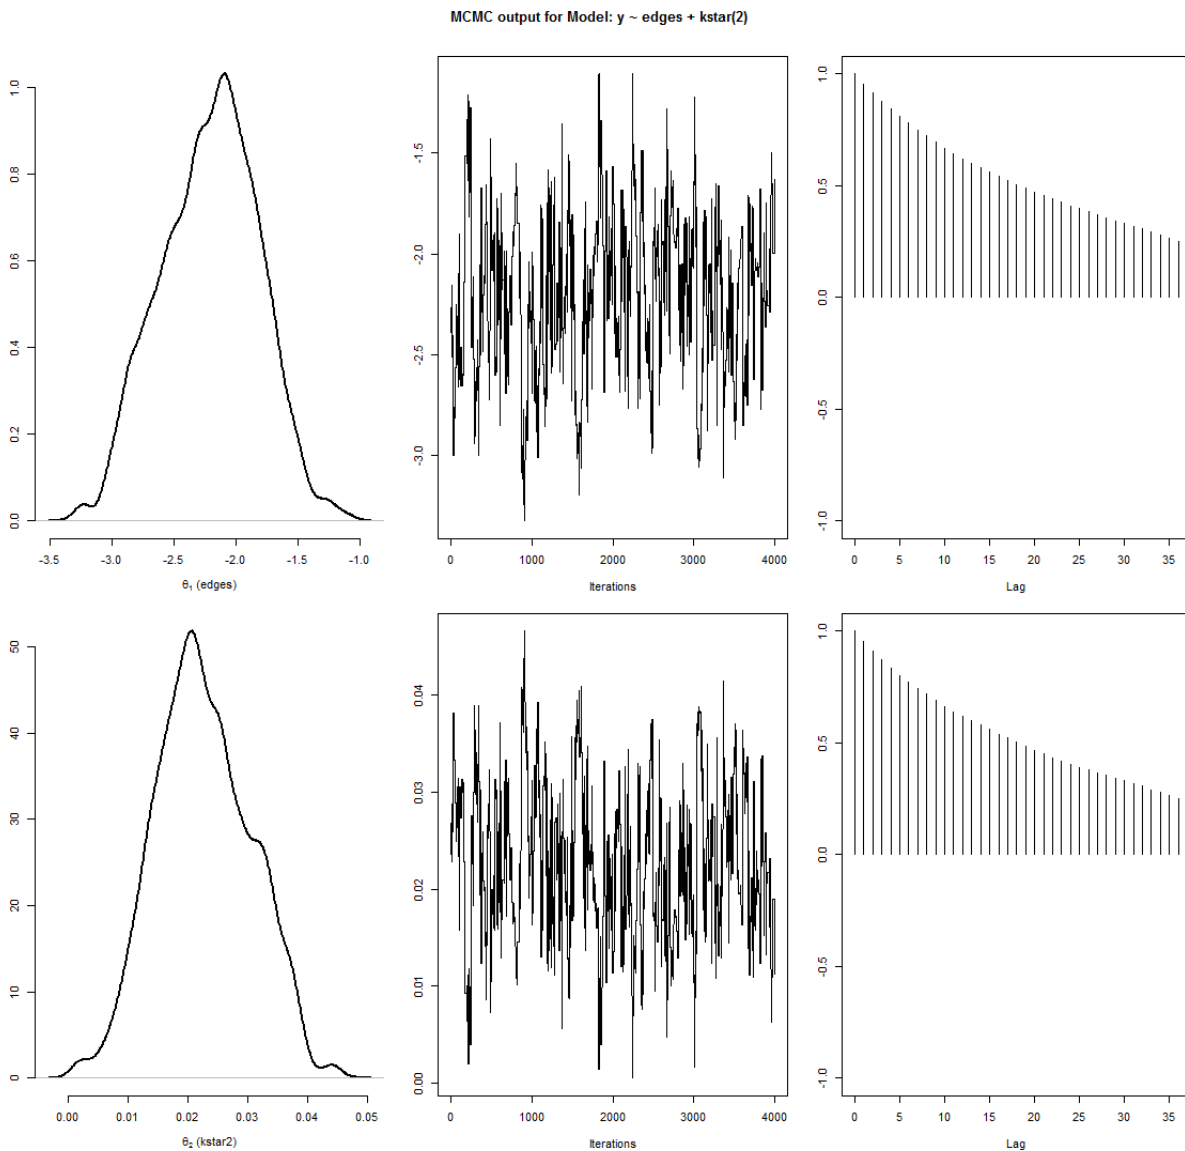 MCMC output for Model: y ~ edges + kstar(2)
0.0 0.2 0.4 0.6 0.8 1.0
-3.5 -3.0 -2.5 -2.0 -1.5 -1.0
θ₁ (edges)
-3.0 -2.5 -2.0 -1.5
0 1000 2000 3000 4000
Iterations
-1.0 -0.5 0.0 0.5 1.0
0 5 10 15 20 25 30 35
Lag
0 10 20 30 40 50
0.00 0.01 0.02 0.03 0.04 0.05
θ₂ (kstar2)
0.00 0.01 0.02 0.03 0.04
0 1000 2000 3000 4000
Iterations
-1.0 -0.5 0.0 0.5 1.0
0 5 10 15 20 25 30 35
Lag